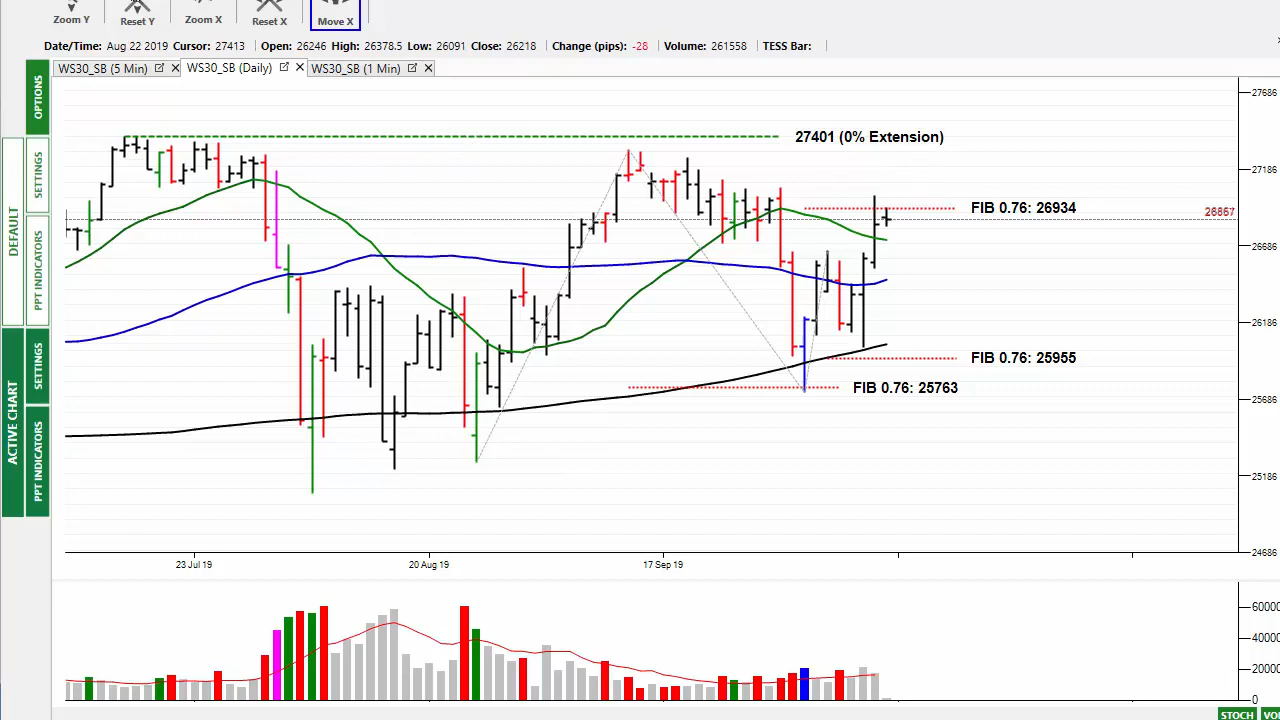 Zoom Y Reset Y Zoom X Reset X Move X
Date/Time: Aug 22 2019 Cursor: 27413 Open: 26246 High: 26378.5 Low: 26091 Close: 26218 Change (pips): -28 Volume: 261558 TESS Bar:
WS30_SB (5 Min) WS30_SB (Daily) WS30_SB (1 Min)
OPTIONS
SETTINGS
DEFAULT
PPT INDICATORS
SETTINGS
ACTIVE CHART
PPT INDICATORS
27686
27401 (0% Extension)
27186
FIB 0.76: 26934
26867
26686
26186
FIB 0.76: 25955
FIB 0.76: 25763
25686
25186
24686
23 Jul 19 20 Aug 19 17 Sep 19
0
STOCH